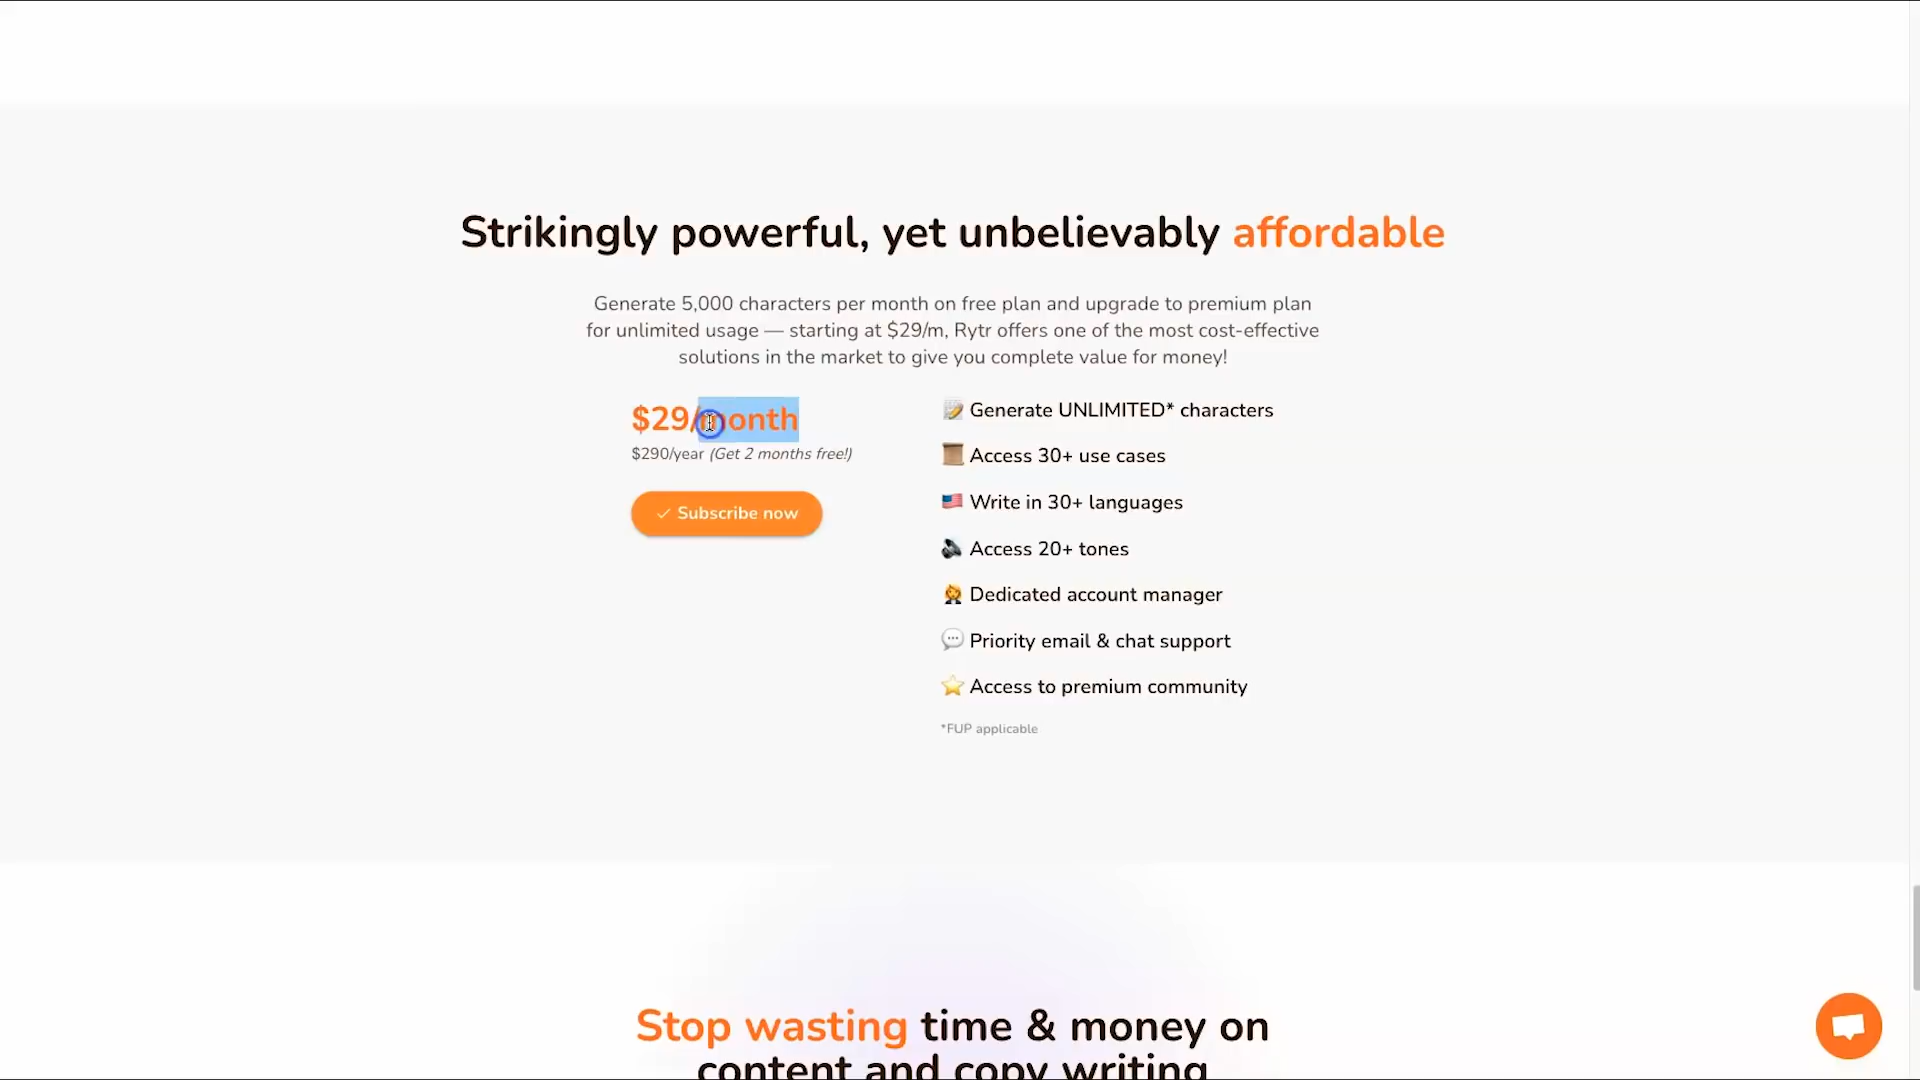 Strikingly powerful, yet unbelievably affordable
Generate 5,000 characters per month on free plan and upgrade to premium plan
for unlimited usage — starting at $29/m, Rytr offers one of the most cost-effective
solutions in the market to give you complete value for money!
$29/month
$290/year (Get 2 months free!)
✓ Subscribe now
Generate UNLIMITED* characters
Access 30+ use cases
Write in 30+ languages
Access 20+ tones
Dedicated account manager
Priority email & chat support
Access to premium community
*FUP applicable
Stop wasting time & money on
content and copy writing